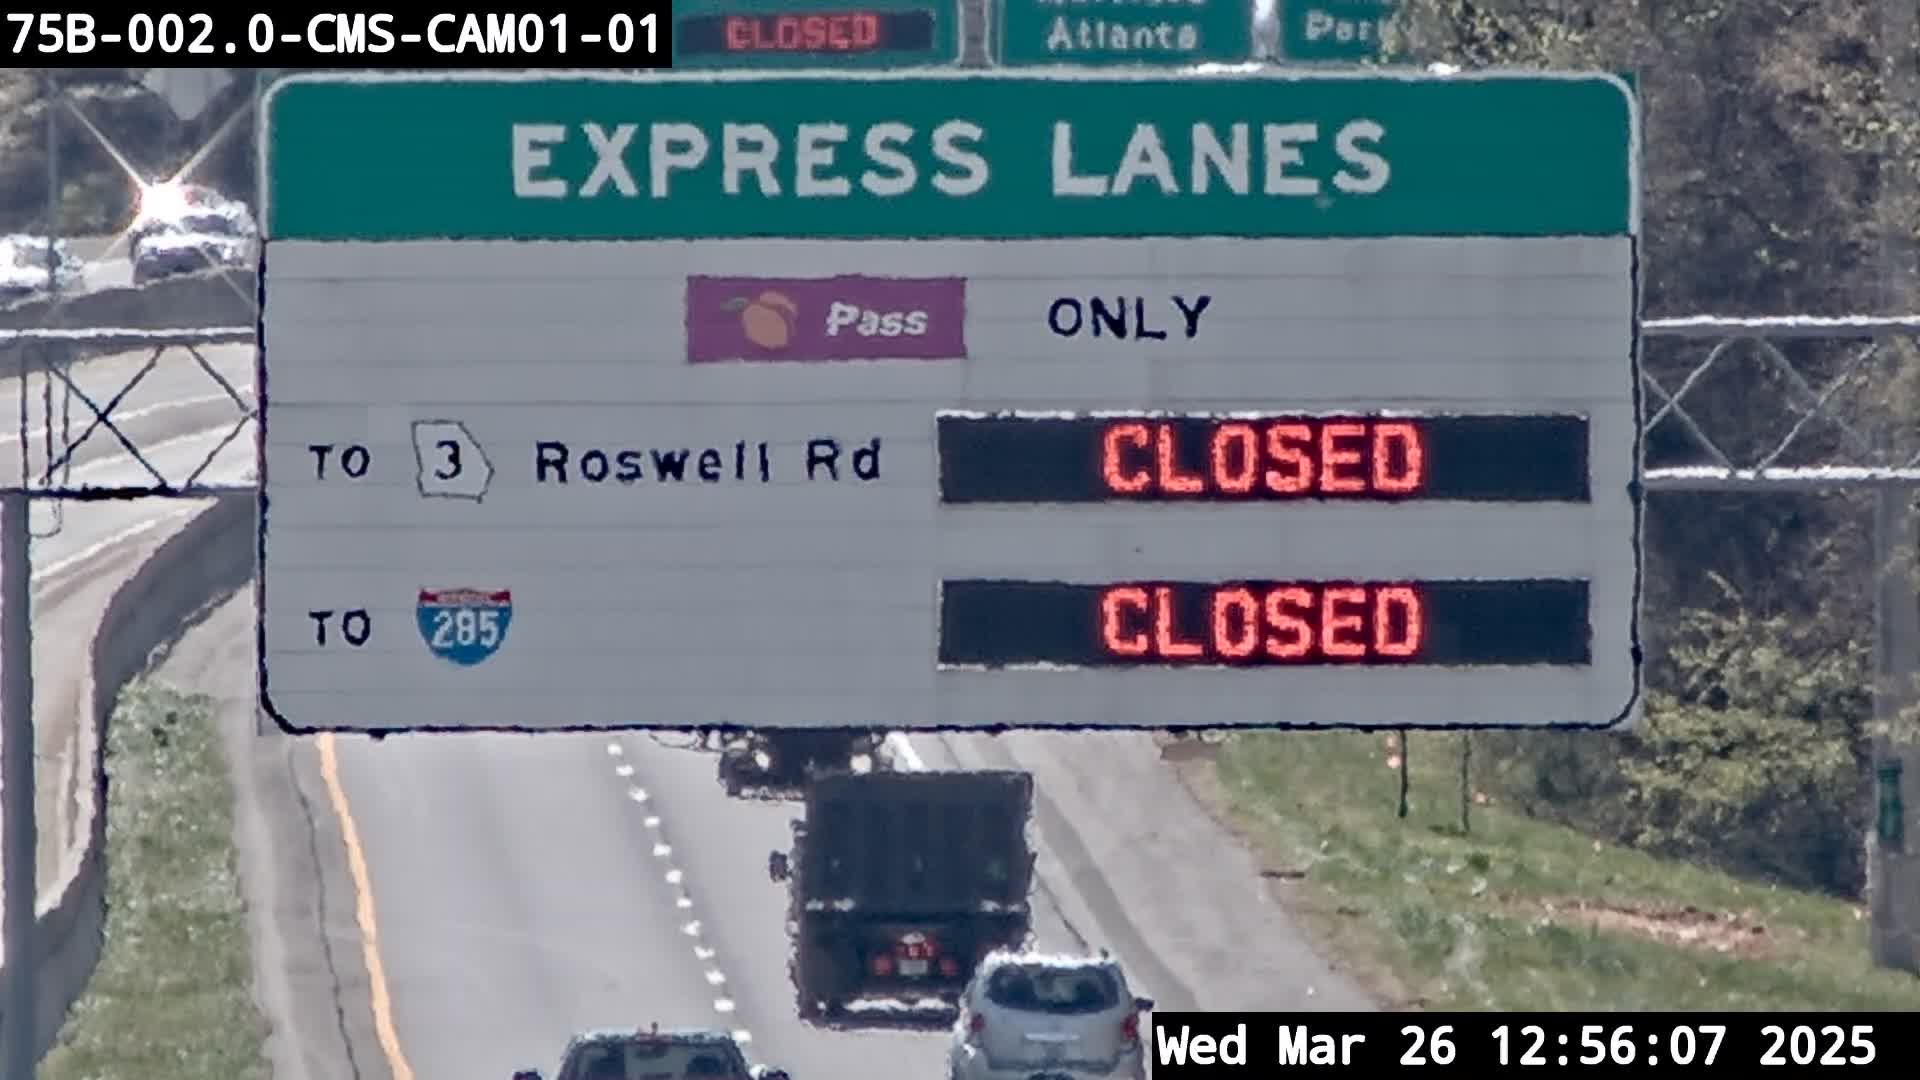 75B-002.0-CMS-CAM01-01
CLOSED
Atlanta
EXPRESS LANES
Pass ONLY
TO 3 Roswell Rd CLOSED
TO 285 CLOSED
Wed Mar 26 12:56:07 2025